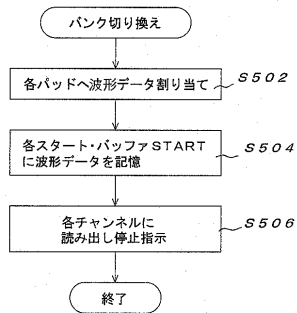 バンク切り換え
各パッドへ波形データ割り当て
S502
各スタート・バッファSTART
に波形データを記憶
S504
各チャンネルに
読み出し停止指示
S506
終了